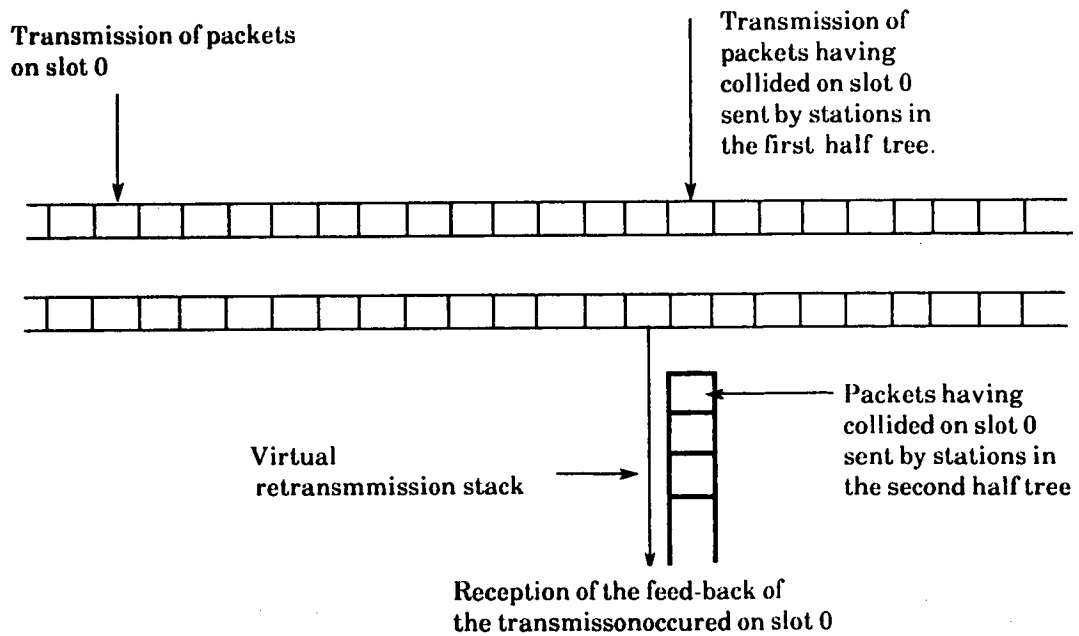 Transmission of packets
on slot 0
Transmission of
packets having
collided on slot 0
sent by stations in
the first half tree.
Packets having
collided on slot 0
sent by stations in
the second half tree
Virtual
retransmmission stack
Reception of the feed-back of
the transmissonoccured on slot 0